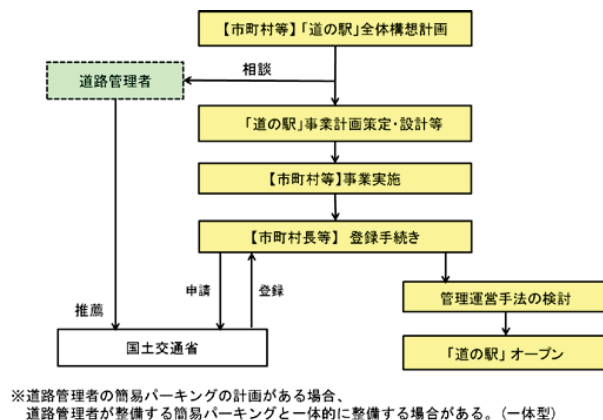 【市町村等】「道の駅」全体構想計画
相談
道路管理者
「道の駅」事業計画策定・設計等
【市町村等】事業実施
【市町村長等】 登録手続き
申請
登録
管理運営手法の検討
推薦
国土交通省
「道の駅」オープン
※道路管理者の簡易パーキングの計画がある場合、
道路管理者が整備する簡易パーキングと一体的に整備する場合がある。(一体型)